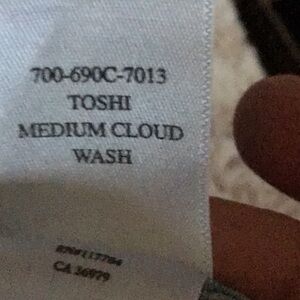 700-690C-7013
TOSHI
MEDIUM CLOUD
WASH
CA 36979